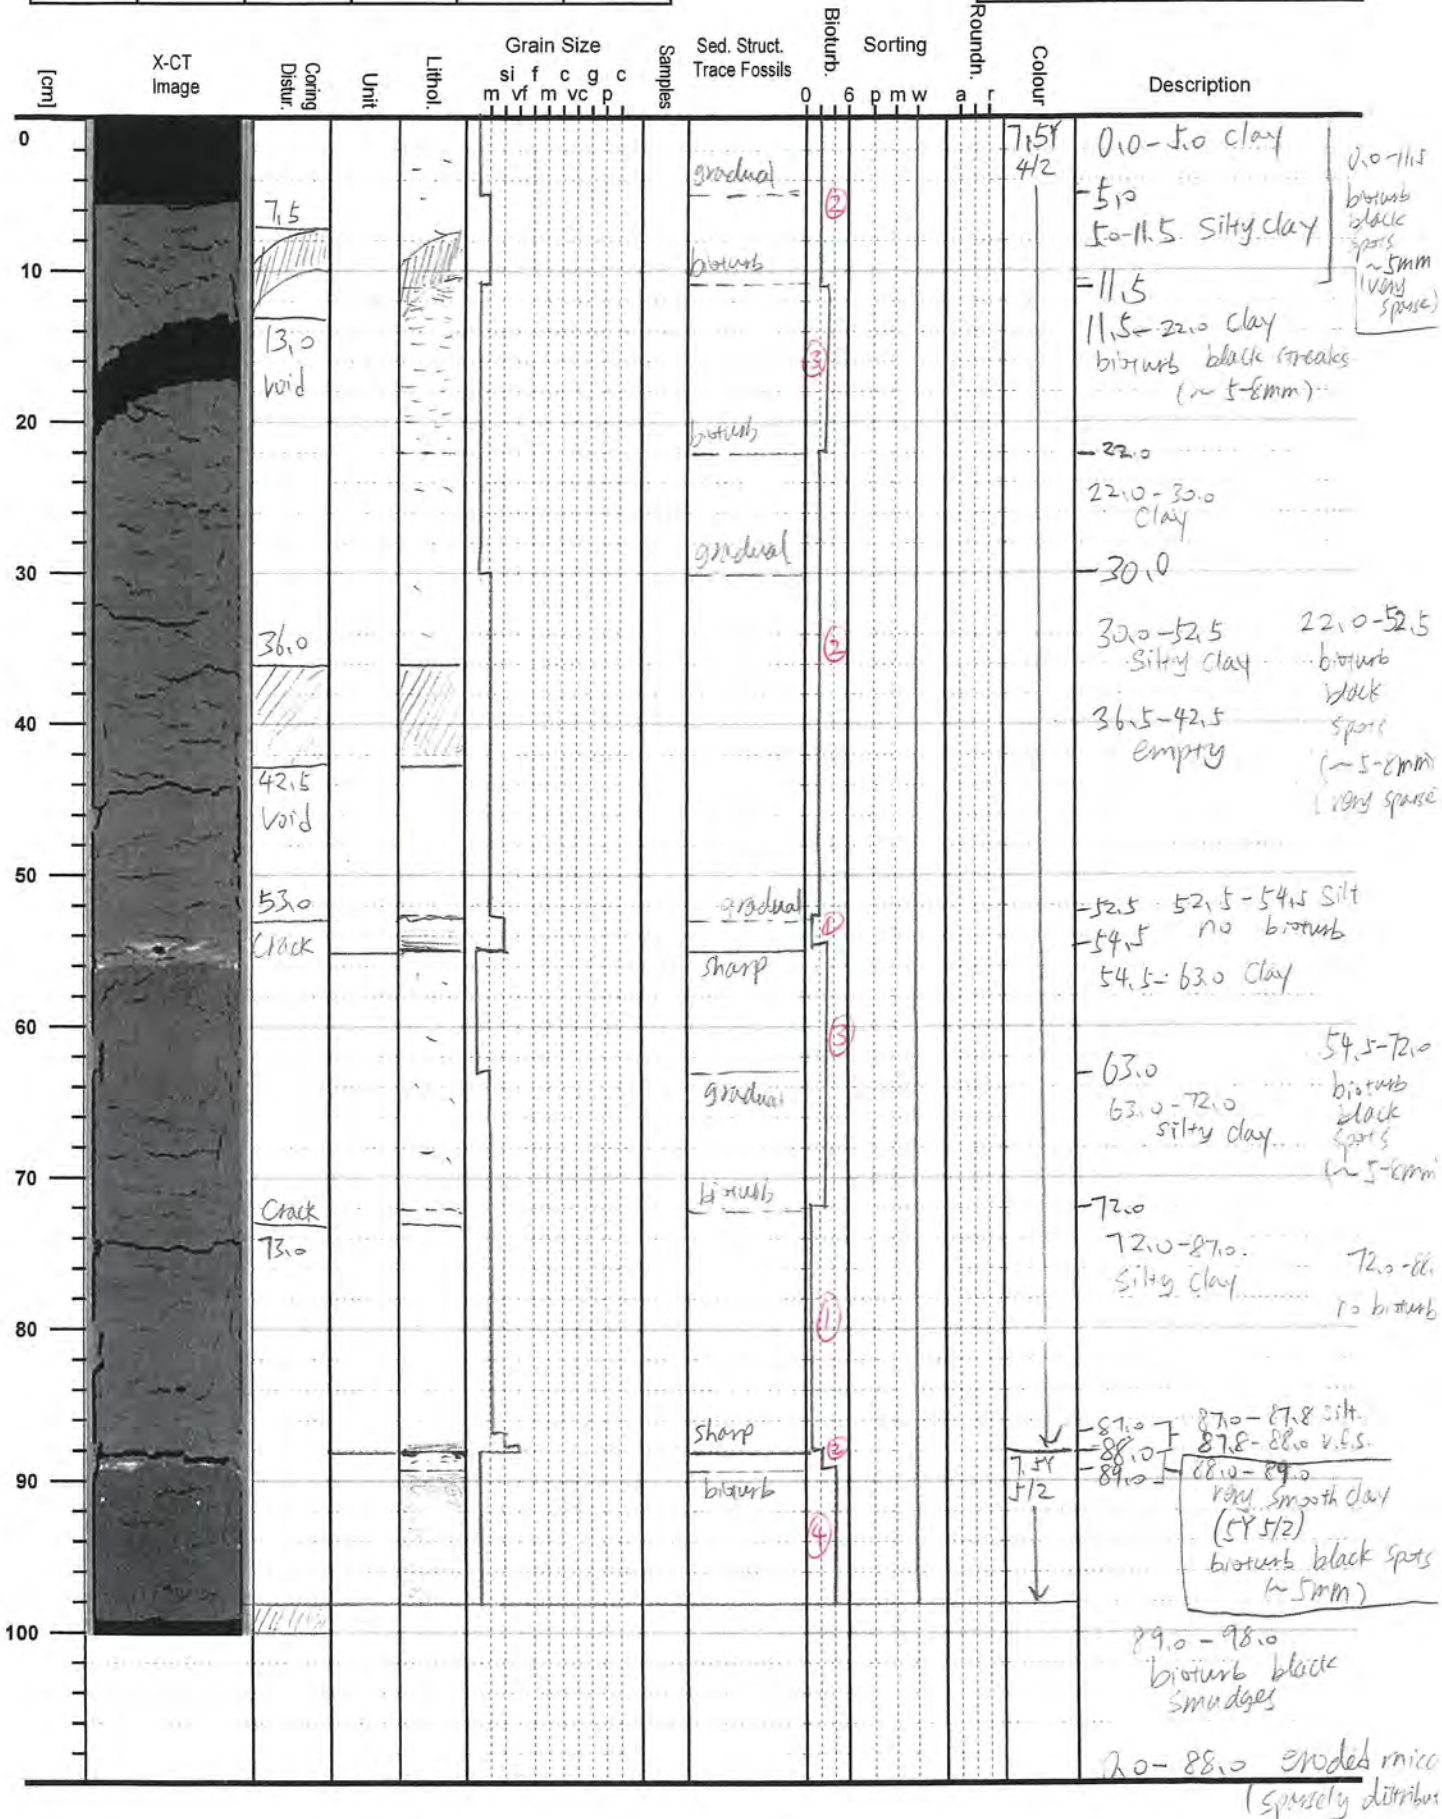 [cm]
X-CT
Image
Coring
Distur.
Unit
Lithol.
Grain Size
si f c g c
m vf m vc p
Samples
Sed. Struct.
Trace Fossils
Bioturb.
0 6
Sorting
p m w
Roundn.
a r
Colour
Description
0
10
20
30
40
50
60
70
80
90
100
7.5
13.0
void
36.0
42.5
void
53.0
Crack
Crack
73.0
gradual
bioturb
bioturb
gradual
gradual
sharp
gradual
bioturb
sharp
bioturb
2
3
2
1
3
1
2
4
7.5Y
4/2
7.5Y
5/2
0.0-5.0 clay
5.0
5.0-11.5 silty clay
0.0-11.5
bioturb
black
spots
~5mm
(very
sparse)
11.5
11.5-22.0 clay
bioturb black streaks
(~5-8mm)
22.0
22.0-30.0
Clay
30.0
30.0-52.5
Silty clay
36.5-42.5
empty
22.0-52.5
bioturb
black
spots
(~5-8mm)
(very sparse
52.5 52.5-54.5 Silt
54.5 no bioturb
54.5-63.0 Clay
63.0
63.0-72.0
silty clay
54.5-72.0
bioturb
black
spots
72.0
72.0-87.0
Silty clay
no bioturb
87.0 87.0-87.8 silt
88.0 87.8-88.0 v.f.s.
89.0 88.0-89.0
very smooth clay
(5Y 5/2)
bioturb black spots
(~5mm)
89.0-98.0
bioturb black
smudges
eroded
(sparsely